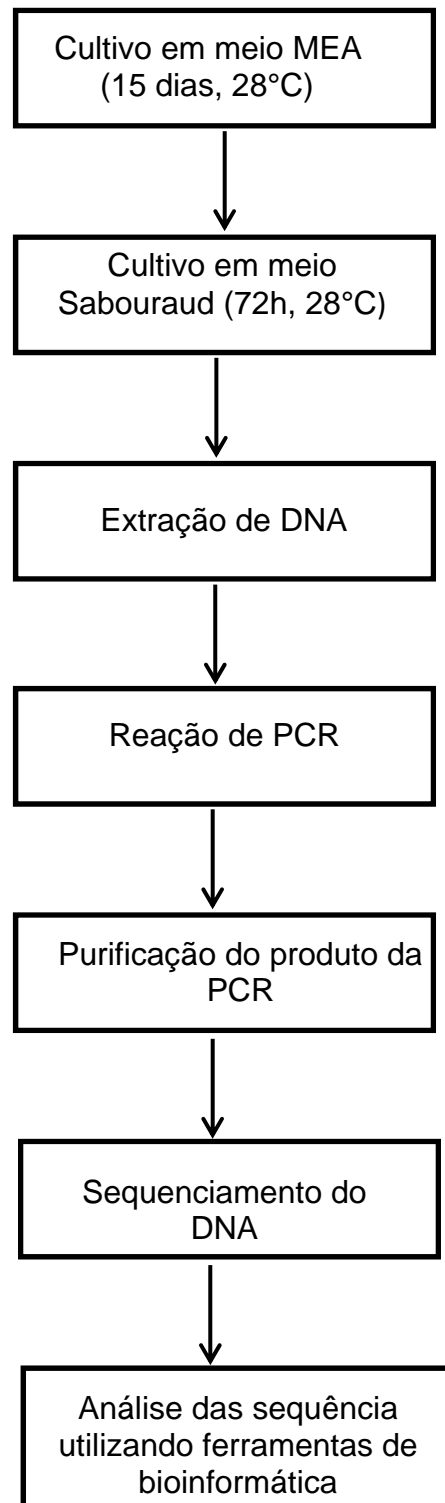 Cultivo em meio MEA
(15 dias, 28°C)
Cultivo em meio
Sabouraud (72h, 28°C)
Extração de DNA
Reação de PCR
Purificação do produto da
PCR
Sequenciamento do
DNA
Análise das sequência
utilizando ferramentas de
bioinformática